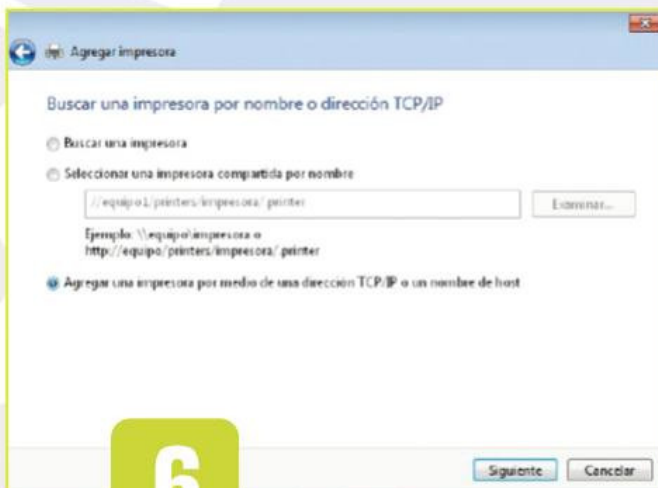 Agregar impresora
Buscar una impresora por nombre o dirección TCP/IP
Buscar una impresora
Seleccionar una impresora compartida por nombre
//equipo1/printers/impresora/.printer
Examinar...
Ejemplo: \\equipo\impresora o
http://equipo/printers/impresora/.printer
Agregar una impresora por medio de una dirección TCP/IP o un nombre de host
Siguiente
Cancelar
6